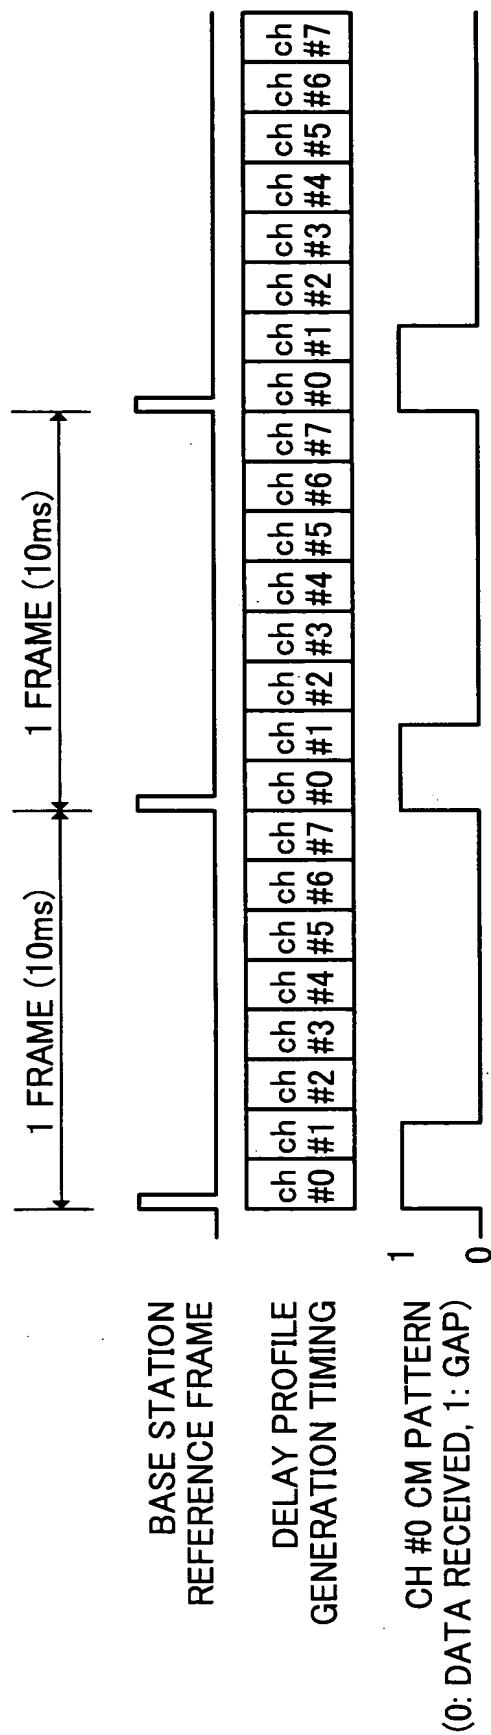 1 FRAME (10ms)
1 FRAME (10ms)
BASE STATION
REFERENCE FRAME
DELAY PROFILE
GENERATION TIMING
ch #0 ch #1 ch #2 ch #3 ch #4 ch #5 ch #6 ch #7 ch #0 ch #1 ch #2 ch #3 ch #4 ch #5 ch #6 ch #7 ch #0 ch #1 ch #2 ch #3 ch #4 ch #5 ch #6 ch #7
CH #0 CM PATTERN
(0: DATA RECEIVED, 1: GAP)
1
0